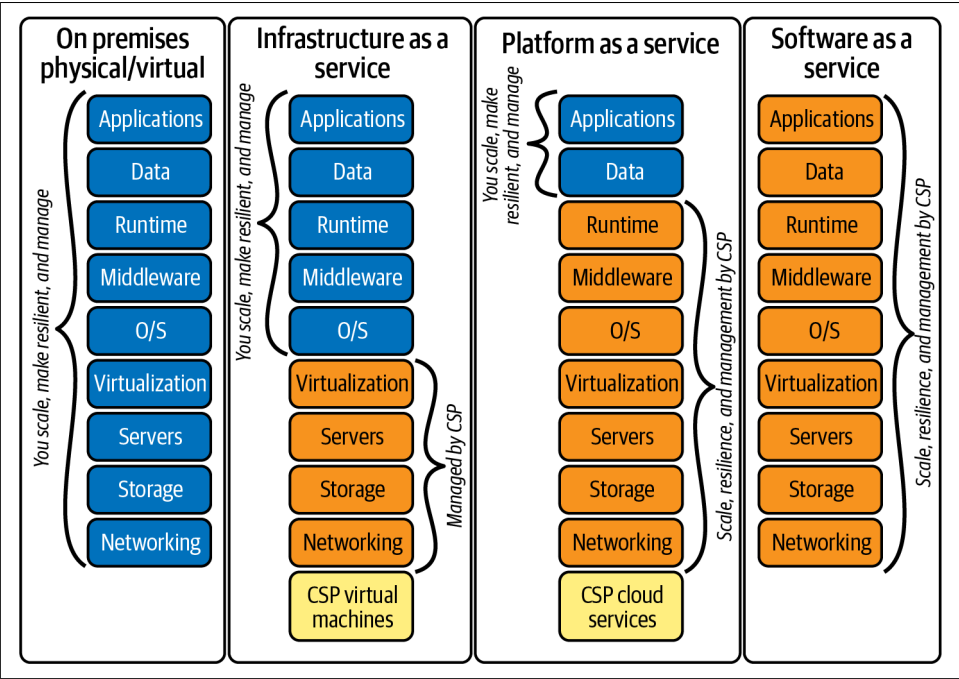 On premises
physical/virtual
You scale, make resilient, and manage
Applications
Data
Runtime
Middleware
O/S
Virtualization
Servers
Storage
Networking
Infrastructure as a
service
You scale, make resilient, and manage
Applications
Data
Runtime
Middleware
O/S
Virtualization
Servers
Storage
Networking
Managed by CSP
CSP virtual
machines
Platform as a service
You scale, make
resilient, and manage
Applications
Data
Runtime
Middleware
O/S
Virtualization
Servers
Storage
Networking
Scale, resilience, and management by CSP
CSP cloud
services
Software as a
service
Applications
Data
Runtime
Middleware
O/S
Virtualization
Servers
Storage
Networking
Scale, resilience, and management by CSP